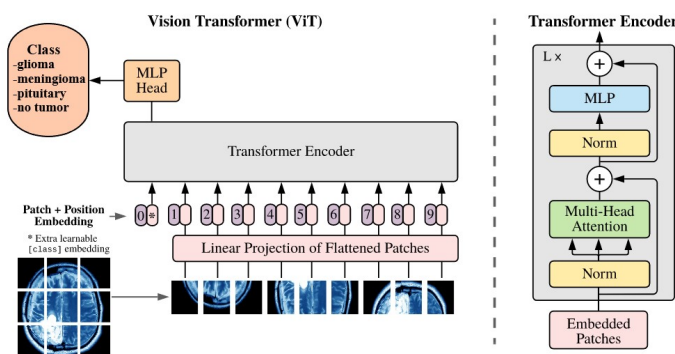 Vision Transformer (ViT)
Class
-glioma
-meningioma
-pituitary
-no tumor
MLP
Head
Transformer Encoder
Patch + Position
Embedding
0 * 1 2 3 4 5 6 7 8 9
* Extra learnable
[class] embedding
Linear Projection of Flattened Patches
Transformer Encoder
L ×
+
MLP
Norm
+
Multi-Head
Attention
Norm
Embedded
Patches